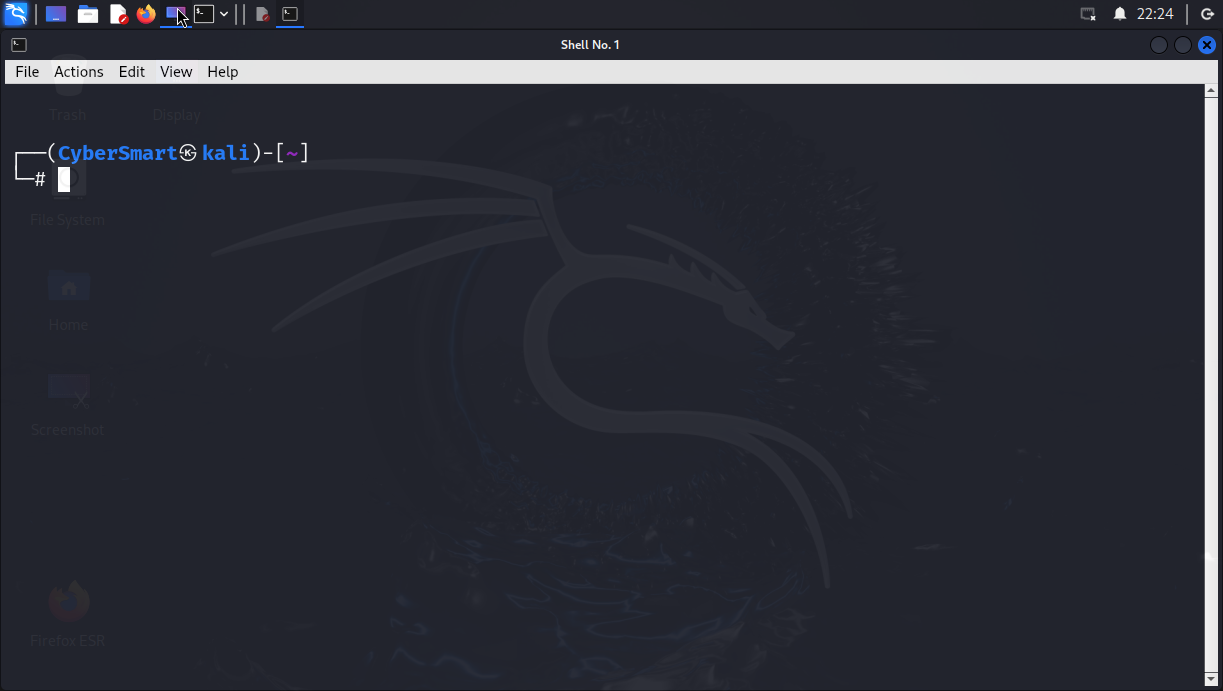 22:24
Shell No. 1
File Actions Edit View Help
Trash Display
┌──(CyberSmart㉿kali)-[~]
└─#
File System
Home
Screenshot
Firefox ESR